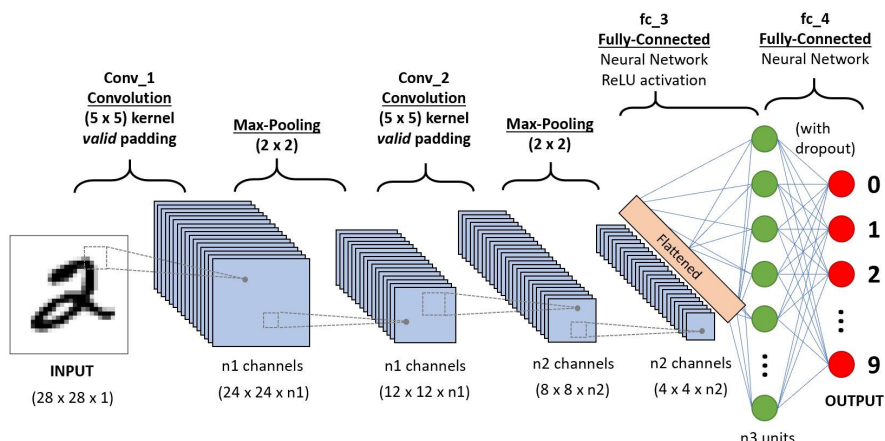 Conv_1
Convolution
(5 x 5) kernel
valid padding
Max-Pooling
(2 x 2)
Conv_2
Convolution
(5 x 5) kernel
valid padding
Max-Pooling
(2 x 2)
fc_3
Fully-Connected
Neural Network
ReLU activation
fc_4
Fully-Connected
Neural Network
(with
dropout)
Flattened
0
1
2
9
OUTPUT
2
INPUT
(28 x 28 x 1)
n1 channels
(24 x 24 x n1)
n1 channels
(12 x 12 x n1)
n2 channels
(8 x 8 x n2)
n2 channels
(4 x 4 x n2)
n3 units